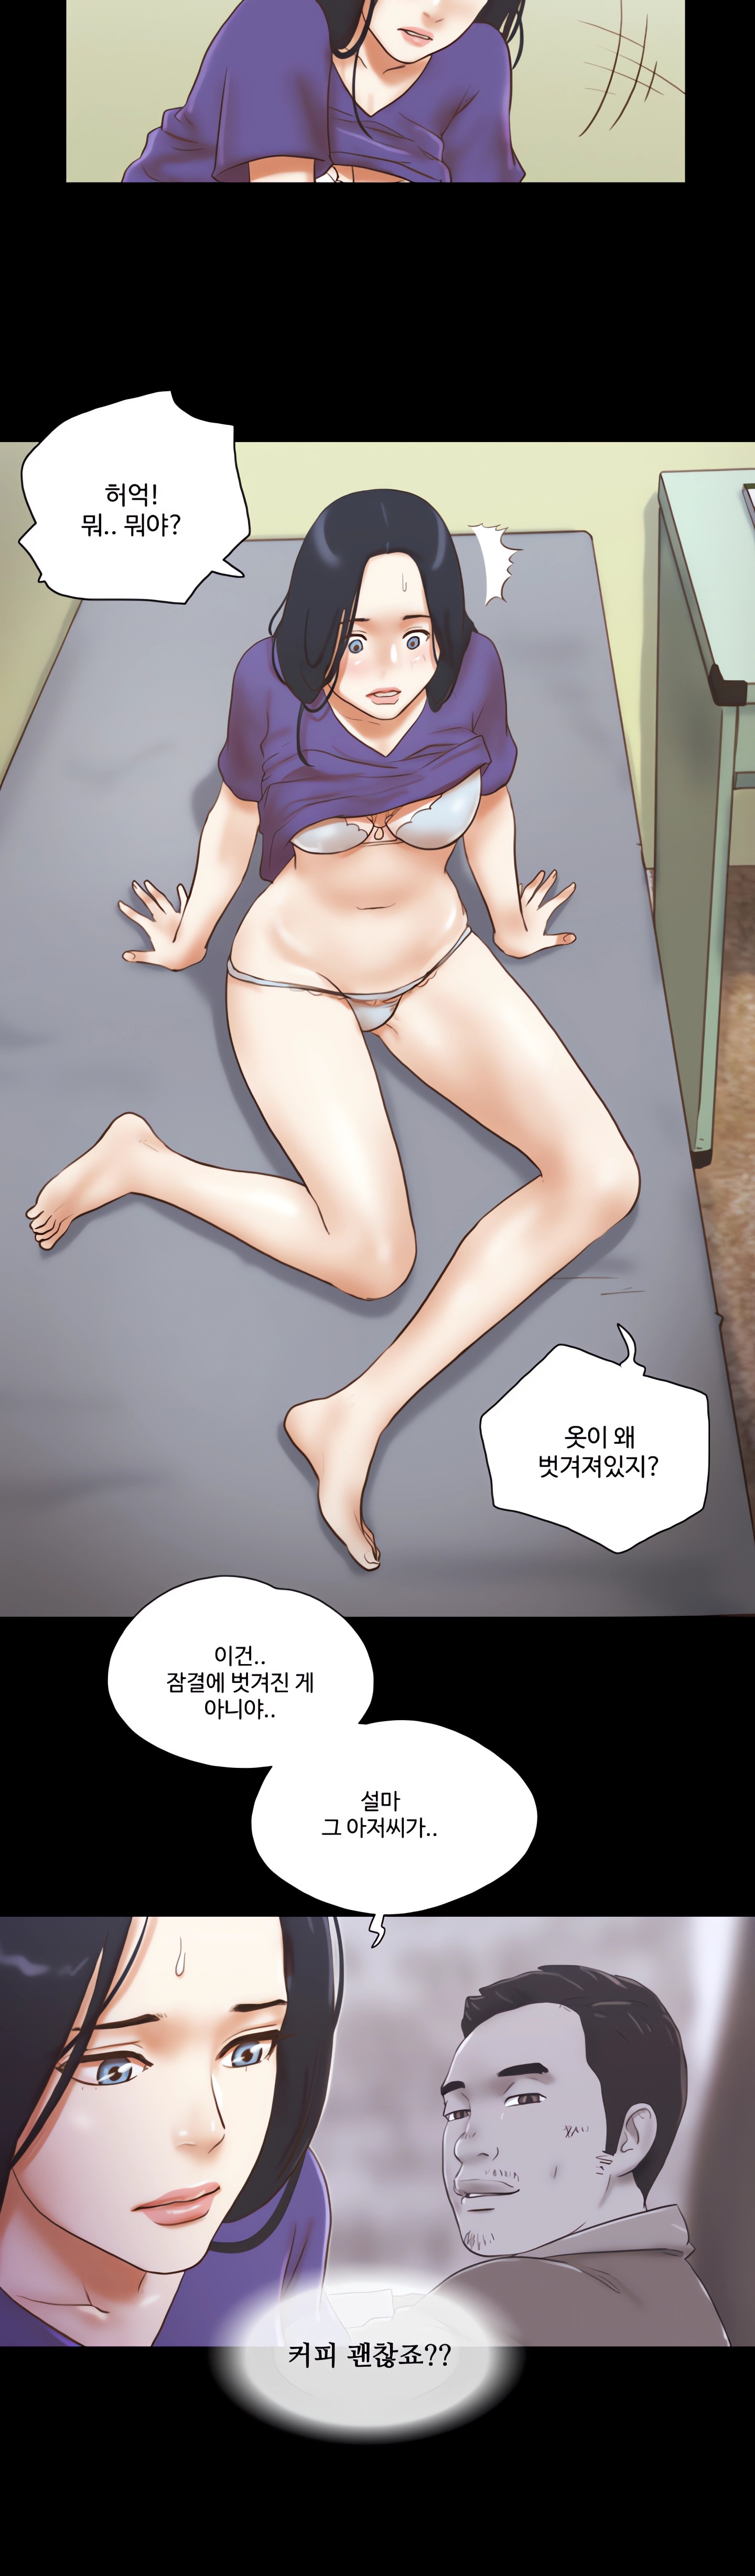 허억!
뭐.. 뭐야?
옷이 왜
벗겨져있지?
이건..
잠결에 벗겨진 게
아니야..
설마
그 아저씨가..
커피 괜찮죠??